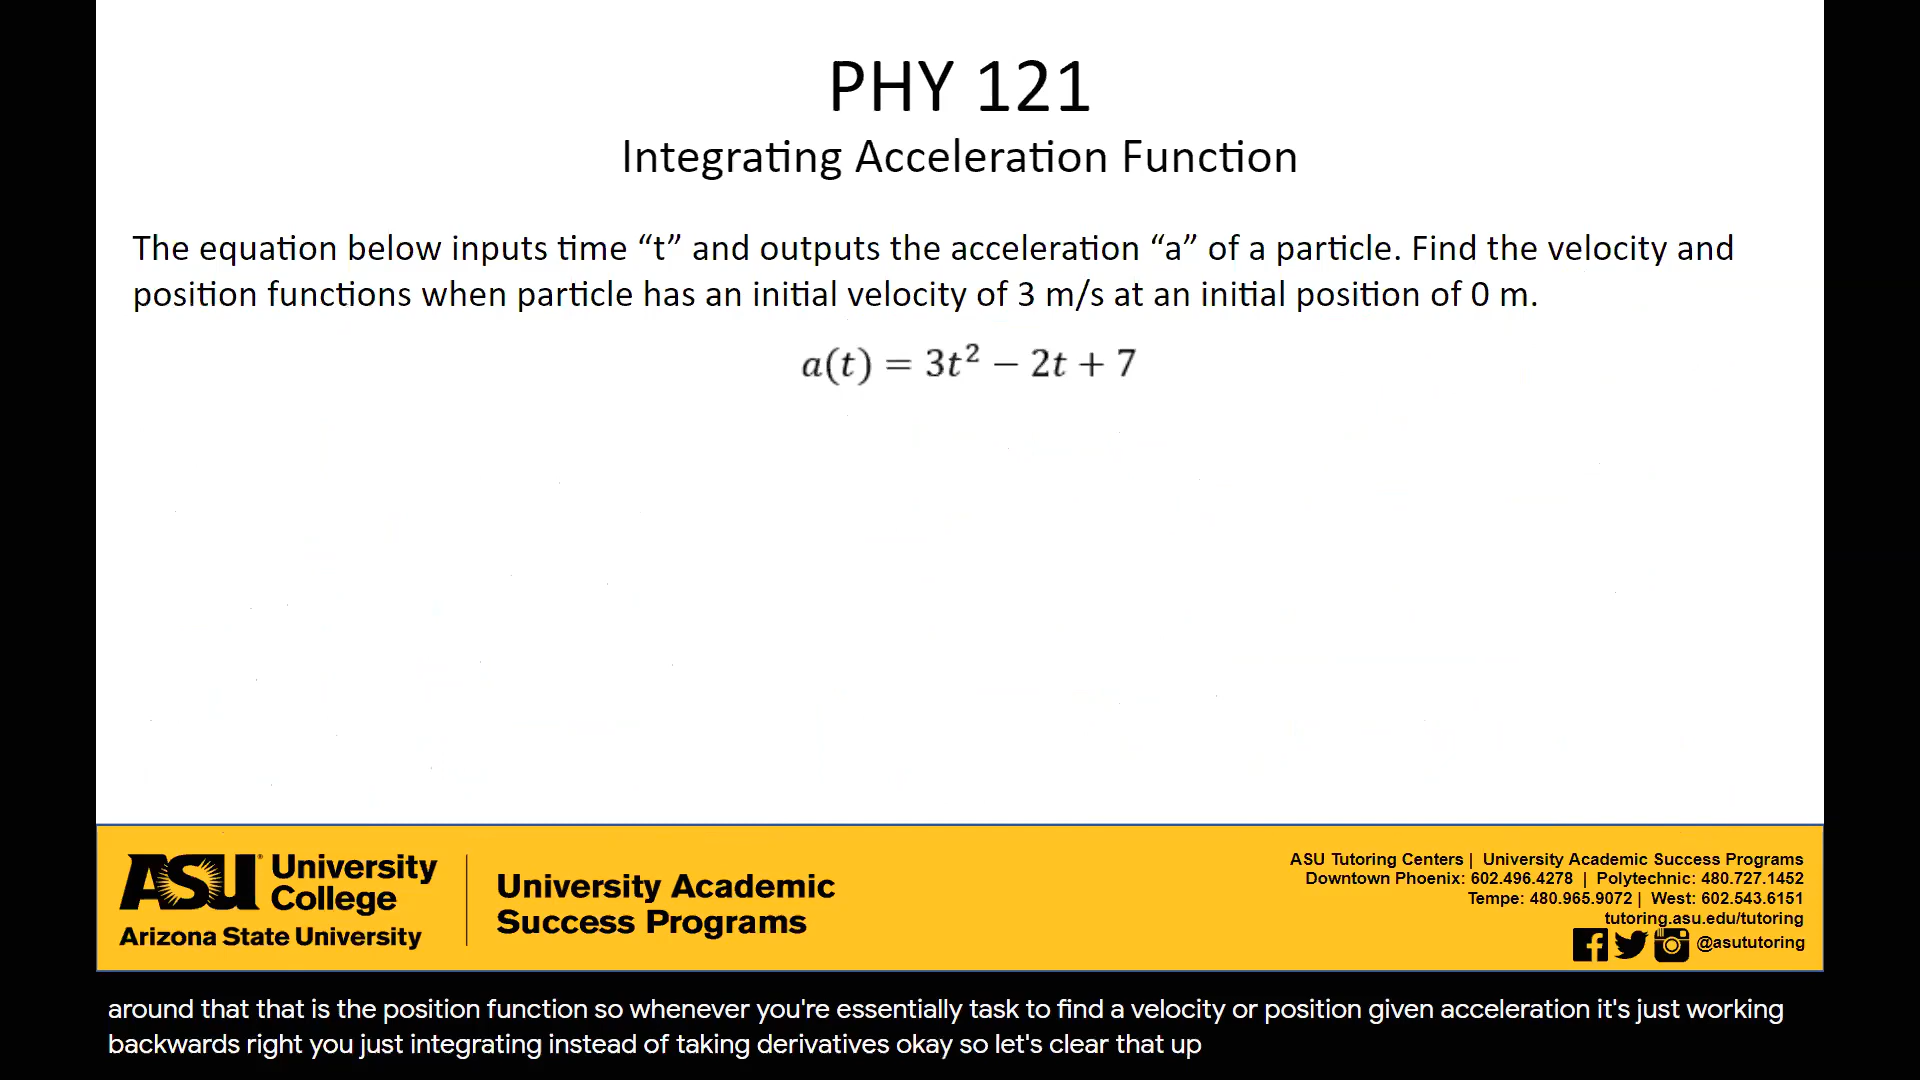 PHY 121
Integrating Acceleration Function
The equation below inputs time “t” and outputs the acceleration “a” of a particle. Find the velocity and
position functions when particle has an initial velocity of 3 m/s at an initial position of 0 m.
a(t) = 3t² − 2t + 7
ASU University College
Arizona State University
University Academic
Success Programs
ASU Tutoring Centers | University Academic Success Programs
Downtown Phoenix: 602.496.4278 | Polytechnic: 480.727.1452
Tempe: 480.965.9072 | West: 602.543.6151
tutoring.asu.edu/tutoring
@asututoring
around that that is the position function so whenever you're essentially task to find a velocity or position given acceleration it's just working
backwards right you just integrating instead of taking derivatives okay so let's clear that up